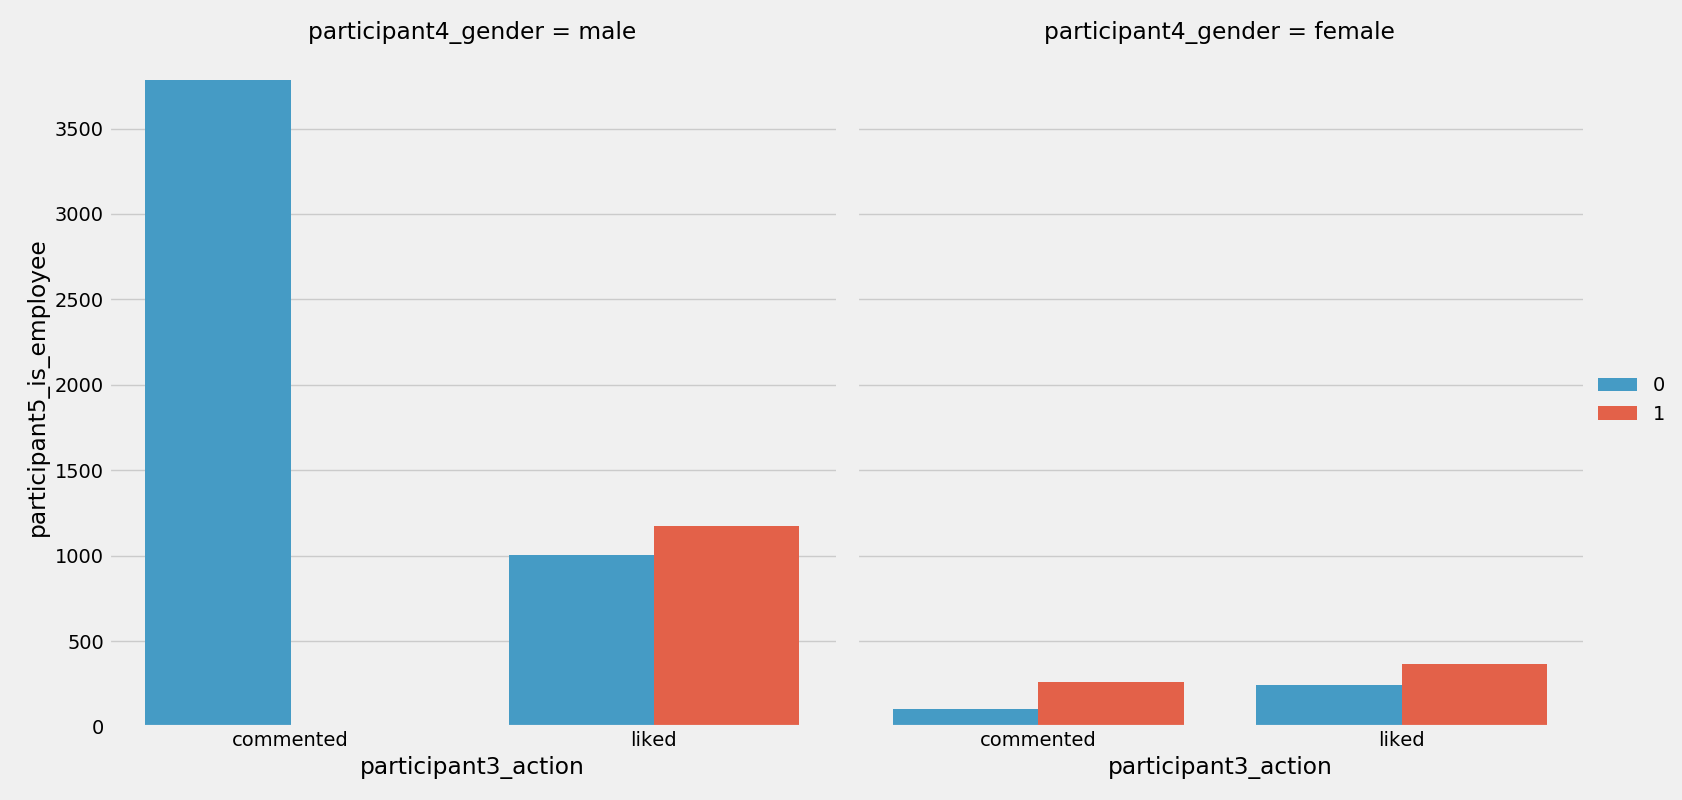 participant4_gender = male
participant4_gender = female
participant5_is_employee
3500
3000
2500
2000
1500
1000
500
0
commented liked
commented liked
participant3_action
participant3_action
0
1